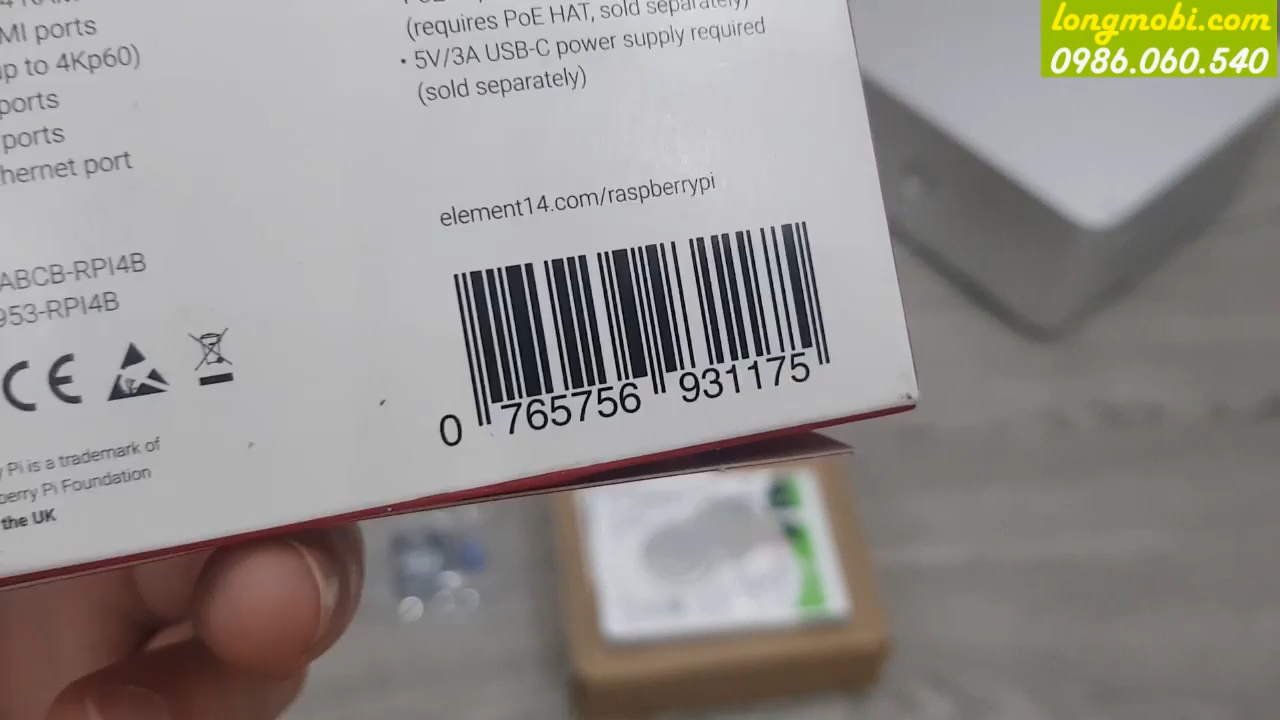 longmobi.com
0986.060.540
MI ports
up to 4Kp60)
ports
ports
hernet port
(requires PoE HAT, sold separately)
• 5V/3A USB-C power supply required
(sold separately)
element14.com/raspberrypi
ABCB-RPI4B
953-RPI4B
CE
0 765756 931175
y Pi is a trademark of
berry Pi Foundation
the UK